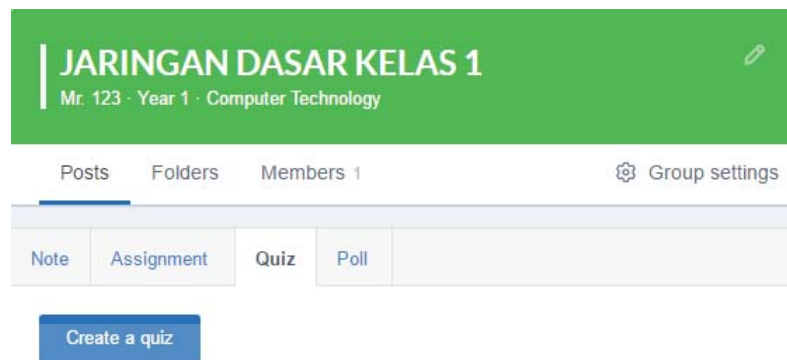 JARINGAN DASAR KELAS 1
Mr. 123 · Year 1 · Computer Technology
Posts Folders Members 1 Group settings
Note Assignment Quiz Poll
Create a quiz